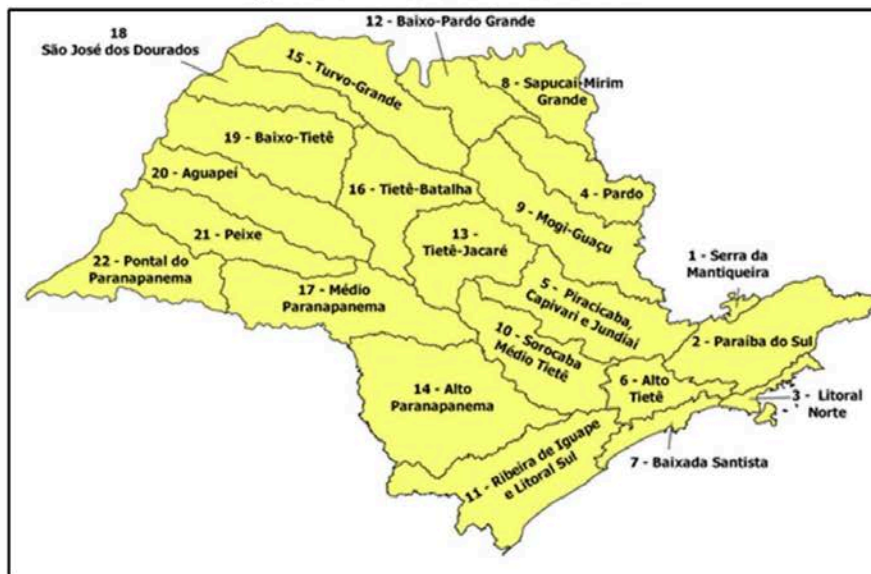 12 - Baixo-Pardo Grande
18
São José dos Dourados
15 - Turvo-Grande
8 - Sapucaí-Mirim
Grande
19 - Baixo-Tietê
20 - Aguapeí
16 - Tietê-Batalha
4 - Pardo
9 - Mogi-Guaçu
21 - Peixe
13 -
Tietê-Jacaré
1 - Serra da
Mantiqueira
22 - Pontal do
Paranapanema
17 - Médio
Paranapanema
5 - Piracicaba,
Capivari e Jundiaí
2 - Paraíba do Sul
10 - Sorocaba
Médio Tietê
6 - Alto
Tietê
14 - Alto
Paranapanema
3 - Litoral
Norte
11 - Ribeira de Iguape
e Litoral Sul
7 - Baixada Santista